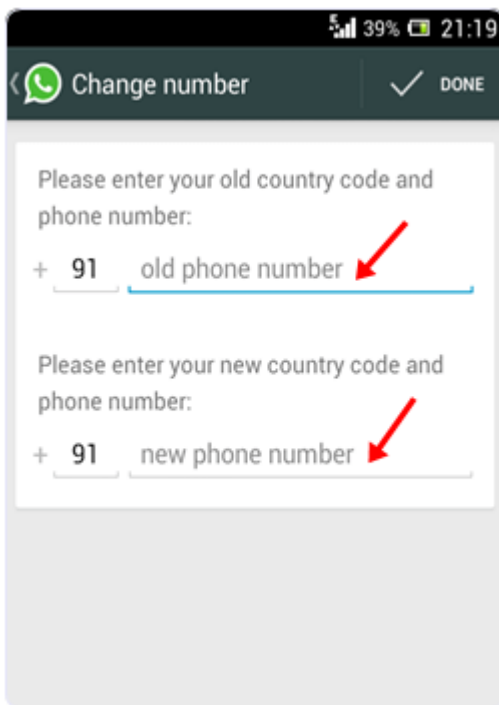 39% 21:19
Change number DONE
Please enter your old country code and
phone number:
+ 91 old phone number
Please enter your new country code and
phone number:
+ 91 new phone number